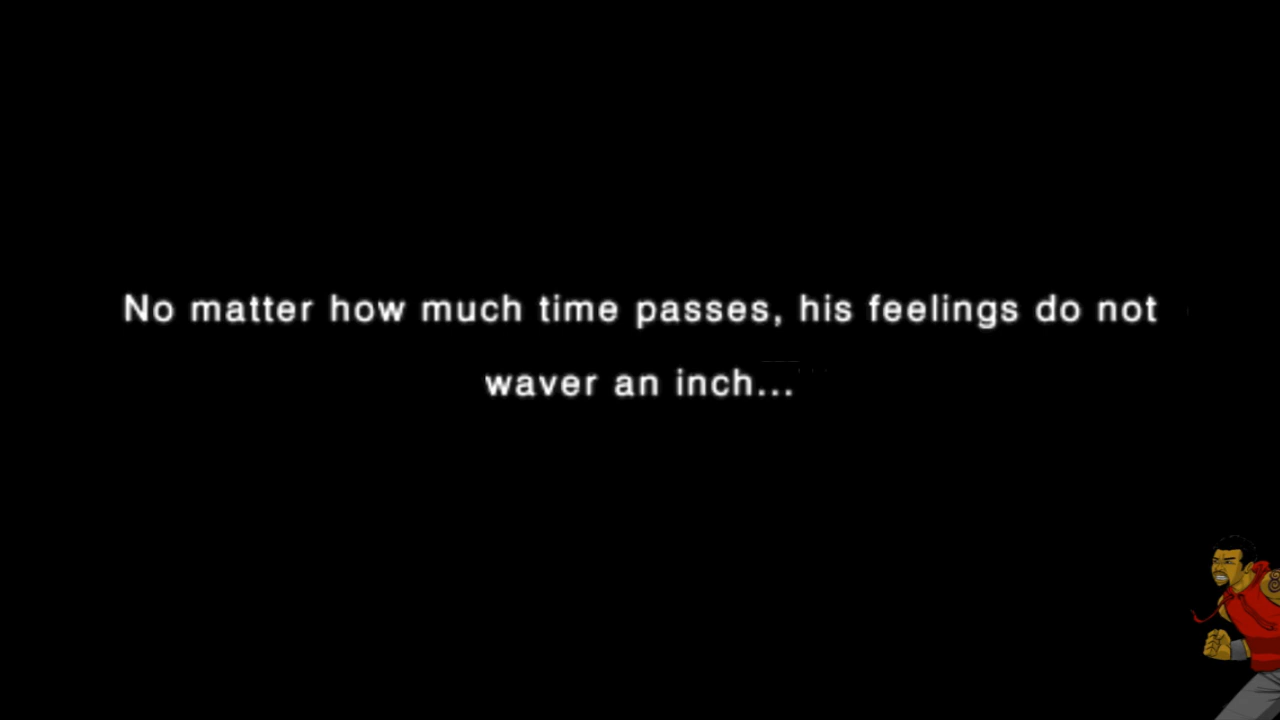 No matter how much time passes, his feelings do not
waver an inch...